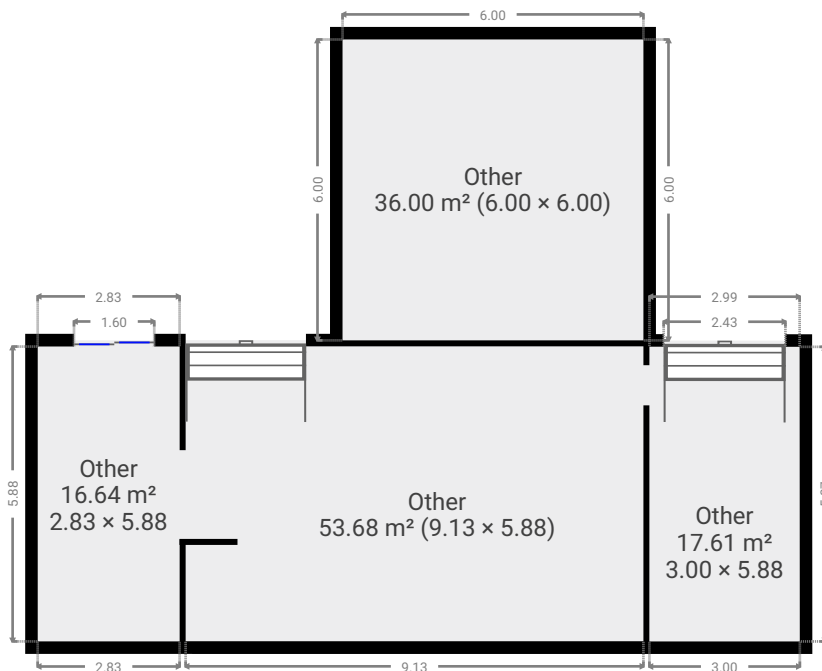 6.00
6.00
6.00
Other
36.00 m² (6.00 × 6.00)
2.83
2.99
1.60
2.43
5.88
Other
16.64 m²
2.83 × 5.88
Other
53.68 m² (9.13 × 5.88)
Other
17.61 m²
3.00 × 5.88
2.83
9.13
3.00